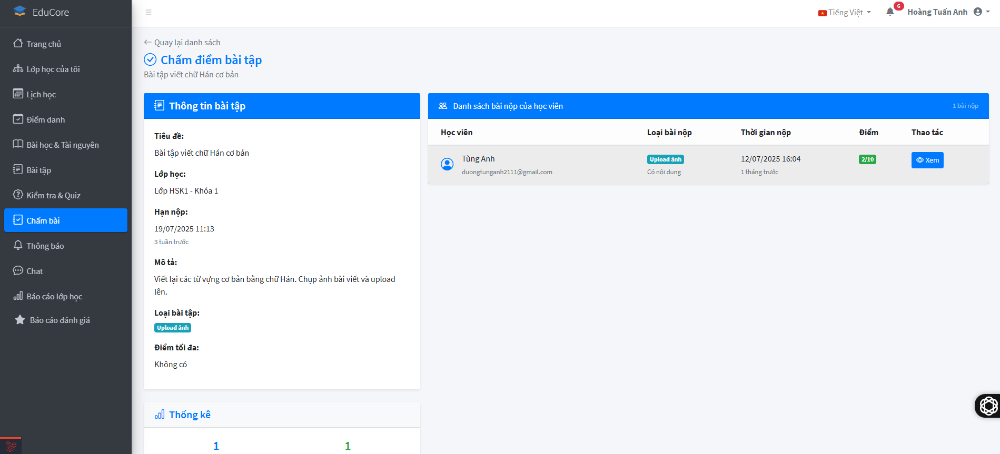 EduCore
Trang chủ
Lớp học của tôi
Lịch học
Điểm danh
Bài học & Tài nguyên
Bài tập
Kiểm tra & Quiz
Chấm bài
Thông báo
Chat
Báo cáo lớp học
Báo cáo đánh giá
Tiếng Việt
6
Hoàng Tuấn Anh
← Quay lại danh sách
Chấm điểm bài tập
Bài tập viết chữ Hán cơ bản
Thông tin bài tập
Tiêu đề:
Bài tập viết chữ Hán cơ bản
Lớp học:
Lớp HSK1 - Khóa 1
Hạn nộp:
19/07/2025 11:13
3 tuần trước
Mô tả:
Viết lại các từ vựng cơ bản bằng chữ Hán. Chụp ảnh bài viết và upload
lên.
Loại bài tập:
Upload ảnh
Điểm tối đa:
Không có
Thống kê
1 1
Danh sách bài nộp của học viên 1 bài nộp
Học viên Loại bài nộp Thời gian nộp Điểm Thao tác
Tùng Anh Upload ảnh 12/07/2025 16:04 2/10 Xem
duongtunganh2111@gmail.com Có nội dung 1 tháng trước